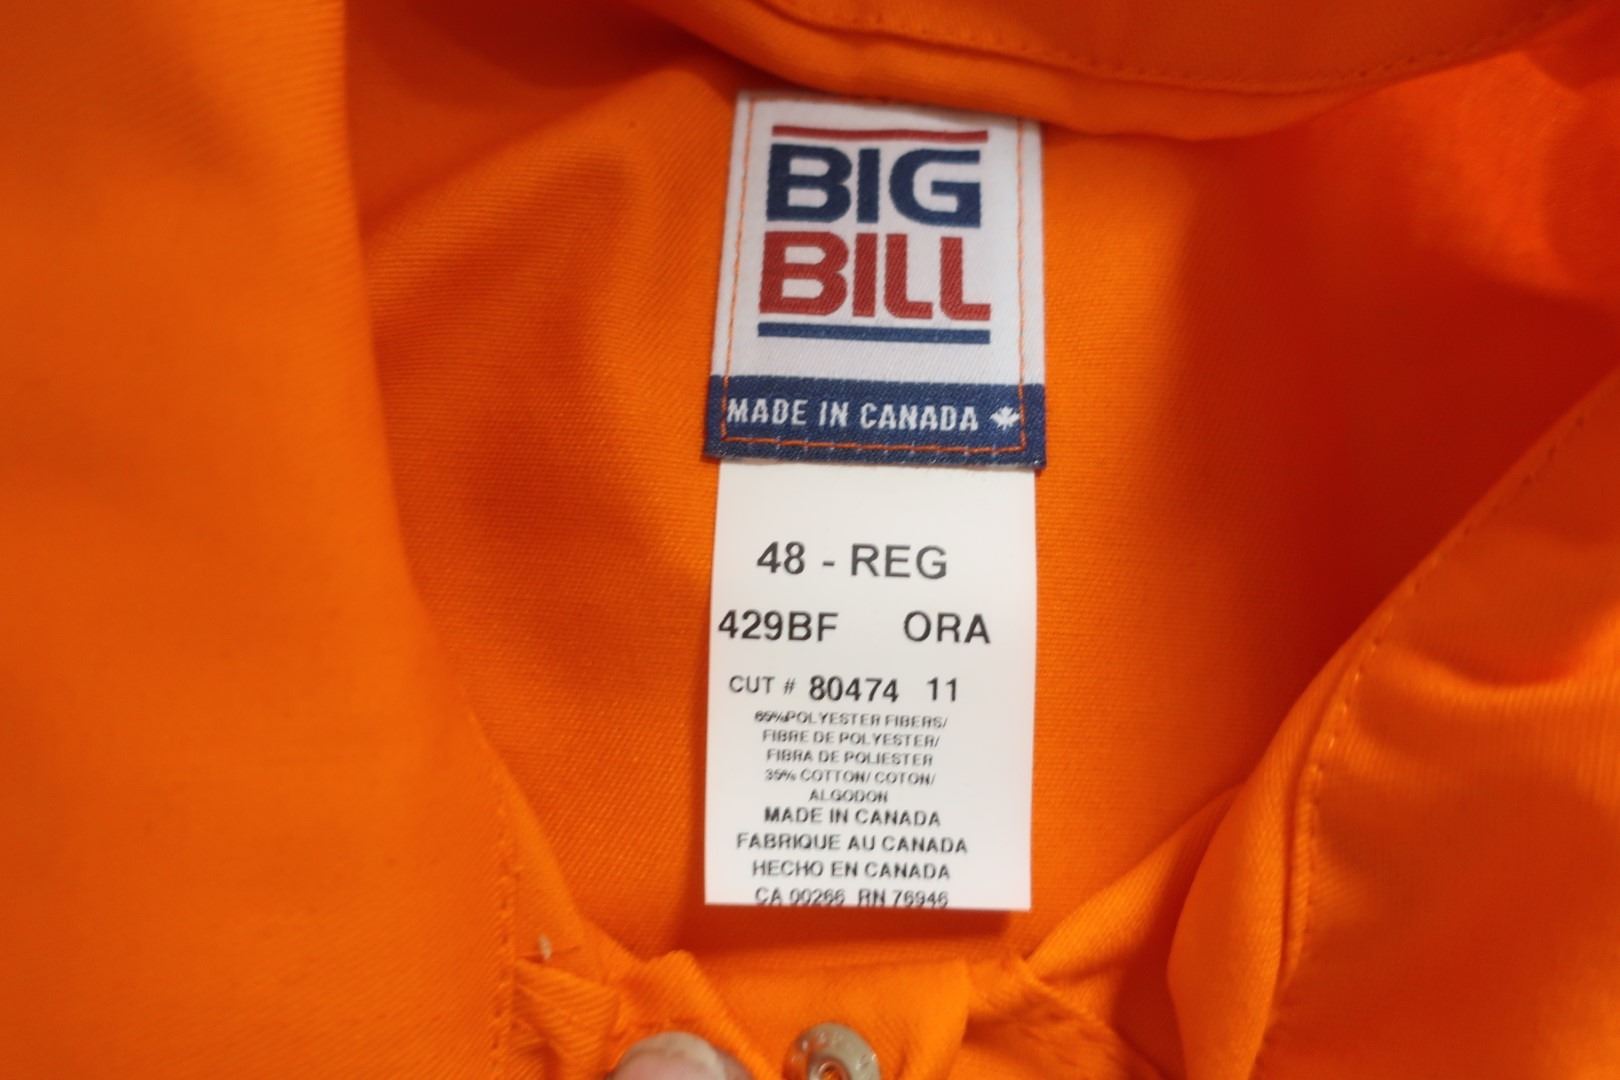 BIG
BILL
MADE IN CANADA
48 - REG
429BF ORA
CUT # 80474 11
65%POLYESTER FIBERS/
FIBRE DE POLYESTER/
FIBRA DE POLIESTER
35% COTTON/ COTON/
ALGODON
MADE IN CANADA
FABRIQUE AU CANADA
HECHO EN CANADA
CA 00266 RN 76946